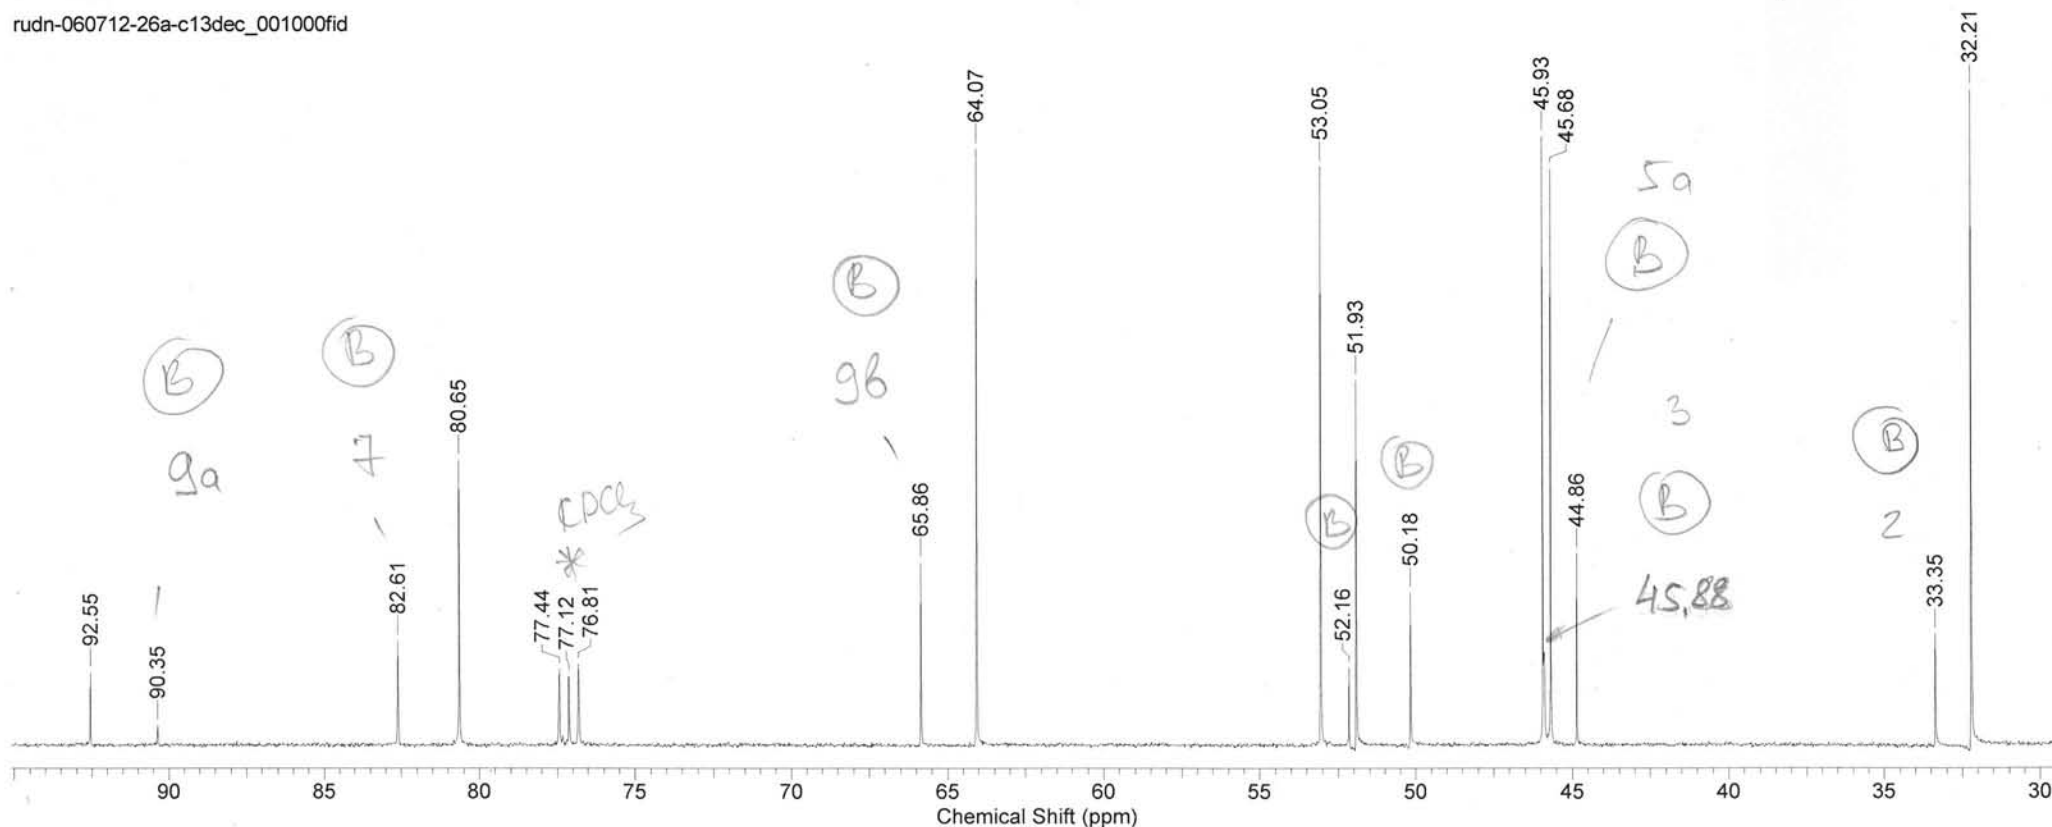 rudn-060712-26a-c13dec_001000fid
32.21
64.07
53.05
45.93
45.68
5a
B
B
9б
B
9a
B
7
51.93
80.65
CDCl3
*
3
B
B
B
B
2
65.86
50.18
44.86
45,88
92.55
90.35
82.61
77.44
77.12
76.81
52.16
33.35
90 85 80 75 70 65 60 55 50 45 40 35 30
Chemical Shift (ppm)